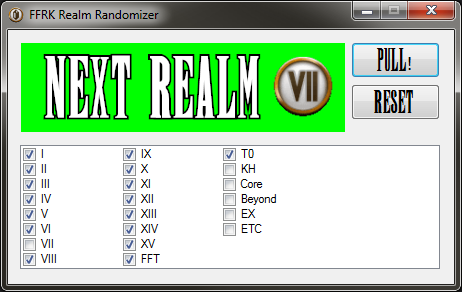 FFRK Realm Randomizer
NEXT REALM VII
PULL!
RESET
I
II
III
IV
V
VI
VII
VIII
IX
X
XI
XII
XIII
XIV
XV
FFT
T0
KH
Core
Beyond
EX
ETC